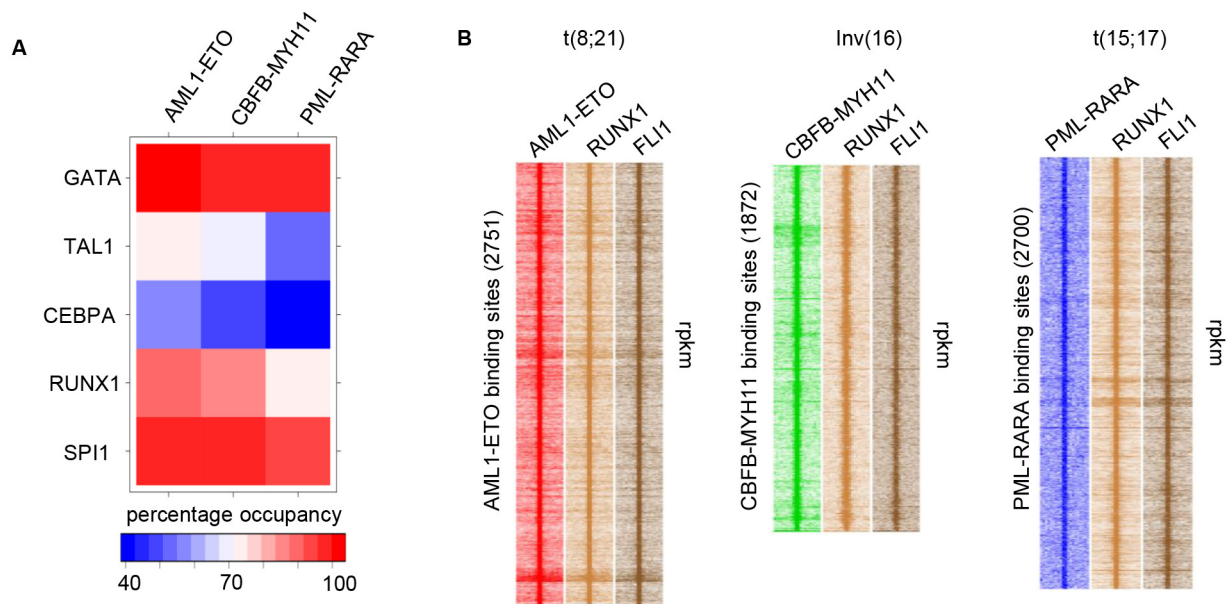 A
AML1-ETO
CBFB-MYH11
PML-RARA
GATA
TAL1
CEBPA
RUNX1
SPI1
percentage occupancy
40 70 100
B
t(8;21)
AML1-ETO
RUNX1
FLI1
AML1-ETO binding sites (2751)
rpkm
Inv(16)
CBFB-MYH11
RUNX1
FLI1
CBFB-MYH11 binding sites (1872)
rpkm
t(15;17)
PML-RARA
RUNX1
FLI1
PML-RARA binding sites (2700)